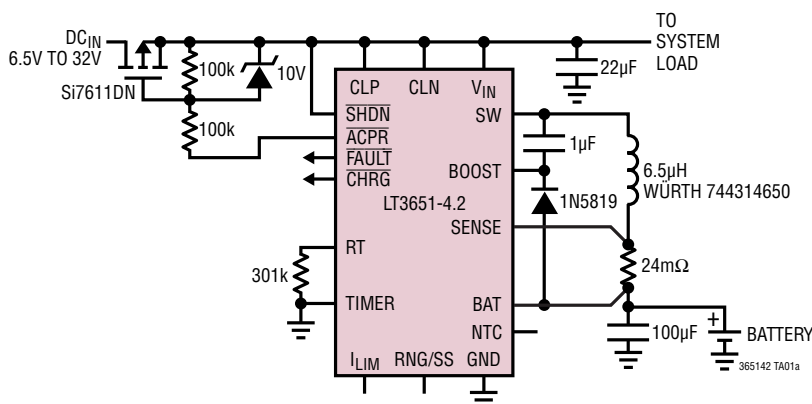 DCIN
6.5V TO 32V
Si7611DN
100k
100k
10V
TO
SYSTEM
LOAD
22µF
CLP
CLN
VIN
SHDN
ACPR
FAULT
CHRG
SW
BOOST
1µF
6.5µH
WÜRTH 744314650
1N5819
LT3651-4.2
SENSE
RT
301k
TIMER
24mΩ
BAT
NTC
100µF
+
BATTERY
ILIM
RNG/SS
GND
365142 TA01a